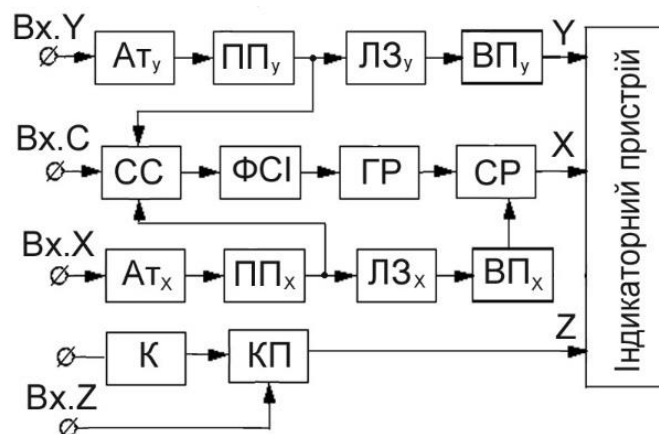 Вх.Y
Ату
ППу
ЛЗу
ВПу
Y
Вх.С
СС
ФСІ
ГР
СР
X
Вх.X
Атх
ППх
ЛЗх
ВПх
К
КП
Z
Вх.Z
Індикаторний пристрій